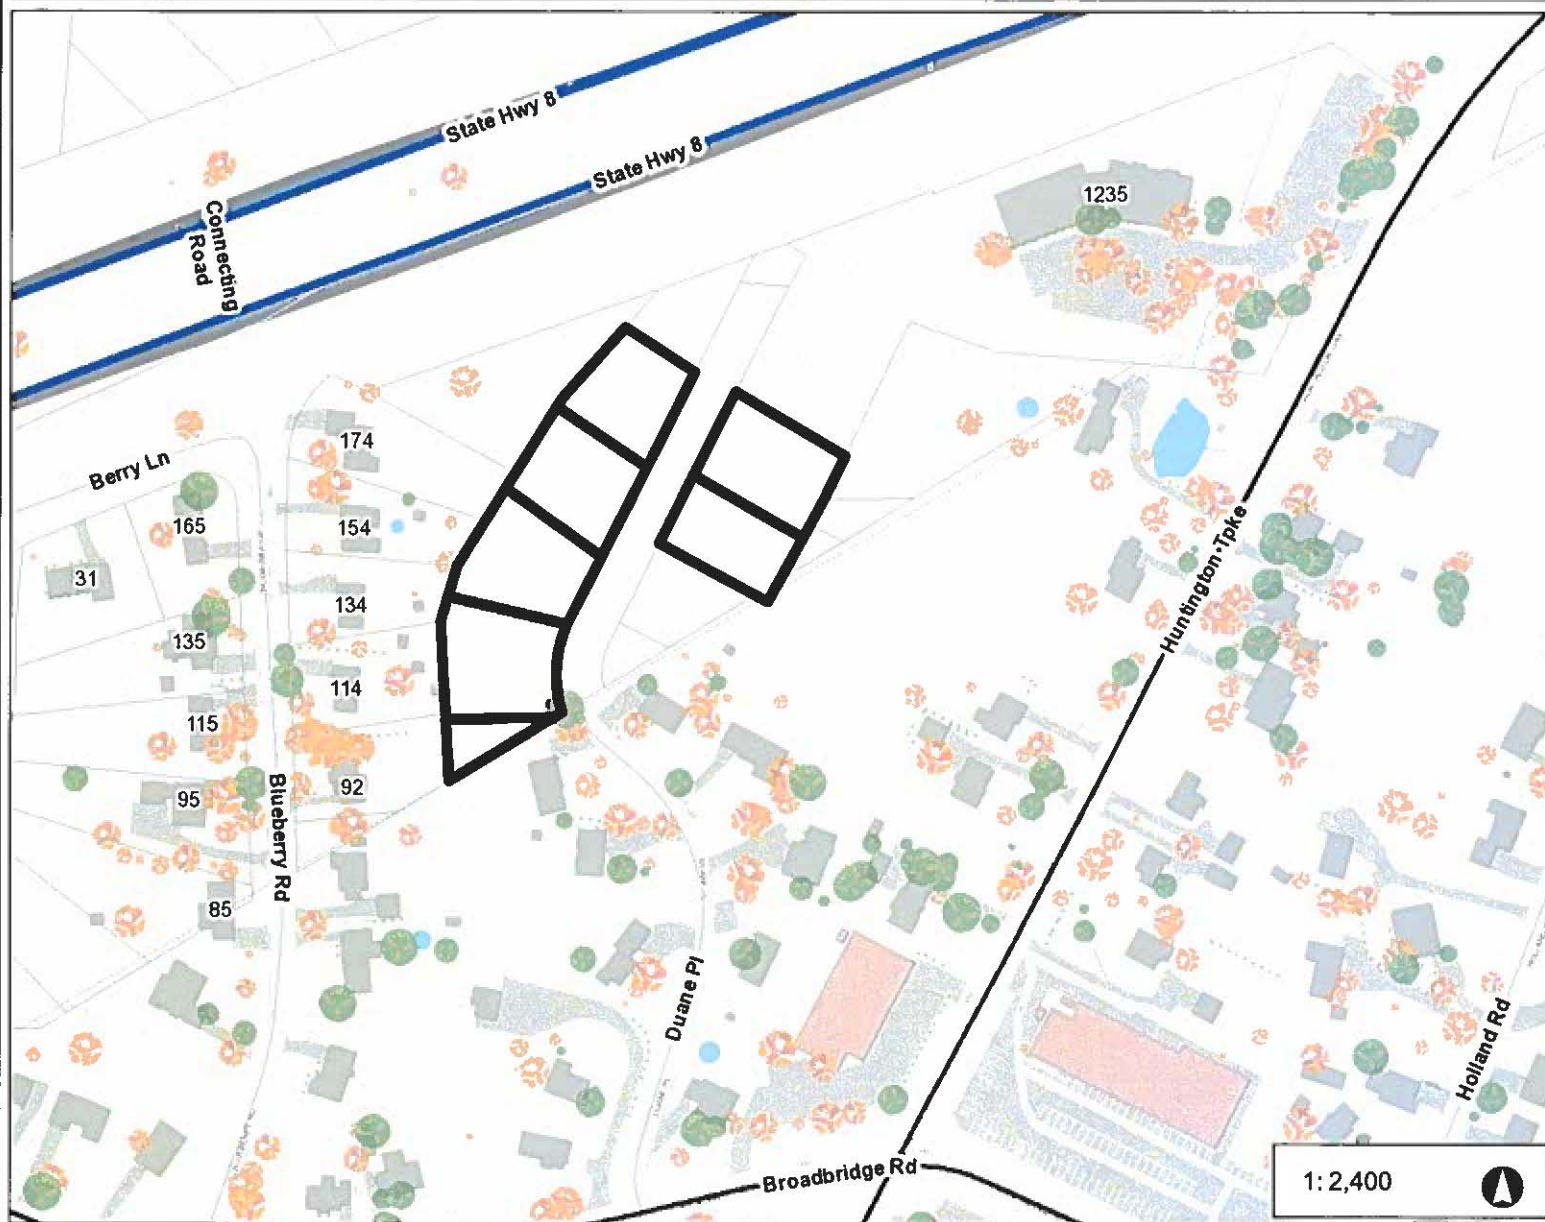 State Hwy 8
State Hwy 8
Connecting
Road
1235
174
Berry Ln
165
154
31
134
135
114
115
Huntington Tpke
92
95
Blueberry Rd
85
Duane Pl
Holland Rd
Broadbridge Rd
1: 2,400